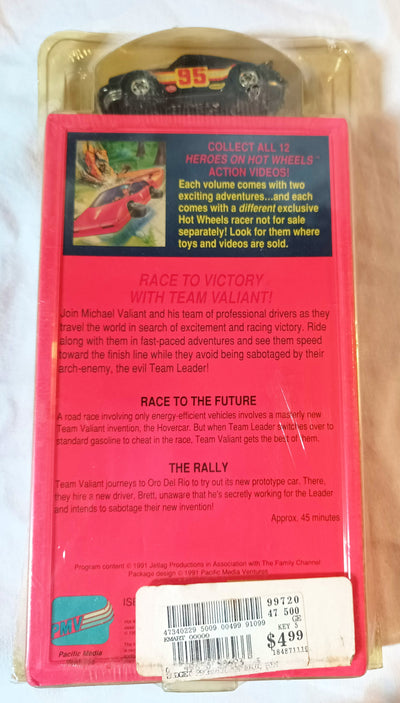 95
COLLECT ALL 12
HEROES ON HOT WHEELS™
ACTION VIDEOS!
Each volume comes with two
exciting adventures...and each
comes with a different exclusive
Hot Wheels racer not for sale
separately! Look for them where
toys and videos are sold.
RACE TO VICTORY
WITH TEAM VALIANT!
Join Michael Valiant and his team of professional drivers as they
travel the world in search of excitement and racing victory. Ride
along with them in fast-paced adventures and see them speed
toward the finish line while they avoid being sabotaged by their
arch-enemy, the evil Team Leader!
RACE TO THE FUTURE
A road race involving only energy-efficient vehicles involves a masterly new
Team Valiant invention, the Hovercar. But when Team Leader switches over to
standard gasoline to cheat in the race, Team Valiant gets the best of them.
THE RALLY
Team Valiant journeys to Oro Del Rio to try out its new prototype car. There,
they hire a new driver, Brett, unaware that he's secretly working for the Leader
and intends to sabotage their new invention!
Approx. 45 minutes
Program content © 1991 Jetlag Productions in Association with The Family Channel
Package design © 1991 Pacific Media Ventures
PMV
Pacific Media
99720
47 500
47340229 5009 00499 91099
KMART 00000
KEY 5
$4.99